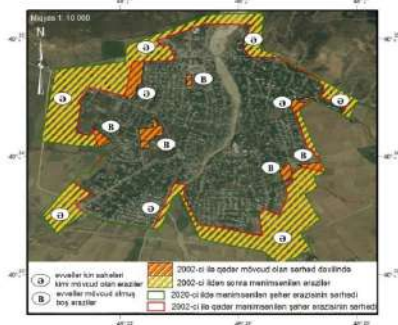 Miqyas 1: 10 000
Ə
Ə
Ə
B
Ə
Ə
Ə
B
B
B
B
Ə
Ə
Ə
Ə
əvvəllər kin sahələri
kimi mövcud olan ərazilər
B
əvvəllər mövcud olmuş
boş ərazilər
2002-ci ilə qədər mövcud olan sərhəd daxilində
2002-ci ildən sonra mənimsənilən ərazilər
2020-ci ildə mənimsənilən şəhər ərazisinin sərhədi
2002-ci ilə qədər mənimsənilən şəhər ərazisinin sərhədi